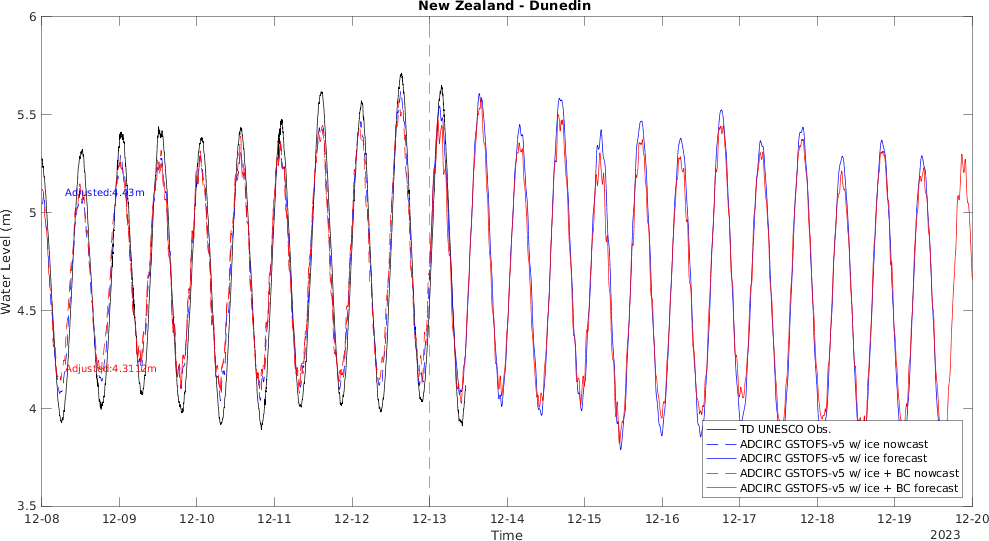 New Zealand - Dunedin
6
5.5
5
4.5
4
3.5
Water Level (m)
Adjusted:4.43m
Adjusted:4.311
TD UNESCO Obs.
ADCIRC GSTOFS-v5 w/ ice nowcast
ADCIRC GSTOFS-v5 w/ ice forecast
ADCIRC GSTOFS-v5 w/ ice + BC nowcast
ADCIRC GSTOFS-v5 w/ ice + BC forecast
12-08 12-09 12-10 12-11 12-12 12-13 12-14 12-15 12-16 12-17 12-18 12-19 12-20
Time
2023